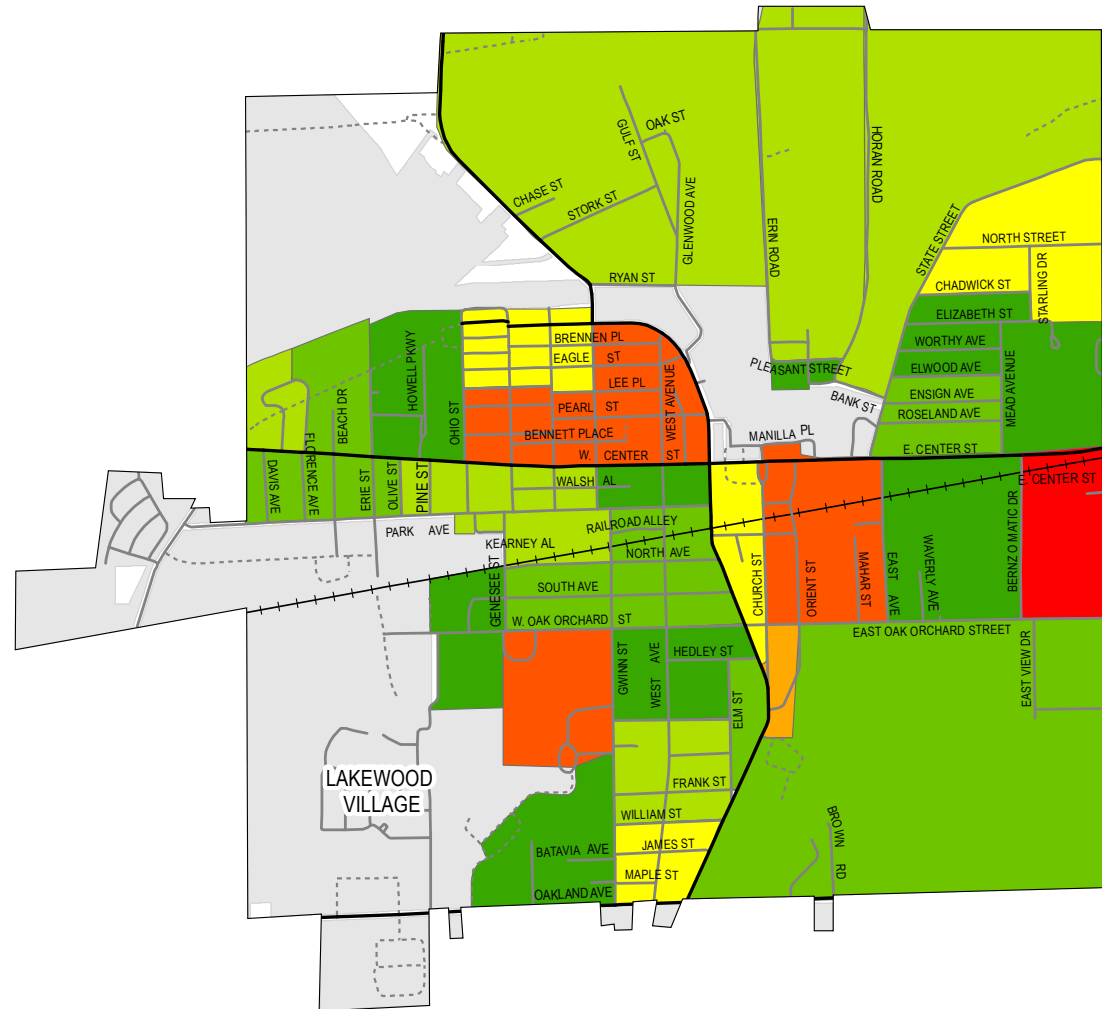 OAK ST
GULF ST
CHASE ST
STORK ST
GLENWOOD AVE
HORAN ROAD
ERIN ROAD
STATE STREET
NORTH STREET
STARLING DR
CHADWICK ST
RYAN ST
ELIZABETH ST
WORTHY AVE
ELWOOD AVE
MEAD AVENUE
ENSIGN AVE
ROSELAND AVE
E. CENTER ST
PLEASANT STREET
BANK ST
MANILLA PL
BRENNEN PL
EAGLE ST
LEE PL
PEARL ST
BENNETT PLACE
WEST AVENUE
W. CENTER ST
HOWELL PKWY
OHIO ST
BEACH DR
FLORENCE AVE
DAVIS AVE
ERIE ST
OLIVE ST
PINE ST
WALSH AL
PARK AVE
RAILROAD ALLEY
KEARNEY AL
NORTH AVE
GENESEE ST
SOUTH AVE
W. OAK ORCHARD ST
CHURCH ST
ORIENT ST
MAHAR ST
EAST AVE
WAVERLY AVE
BERNZ O MATIC DR
E. CENTER ST
EAST OAK ORCHARD STREET
EAST VIEW DR
HEDLEY ST
GWINN ST
WEST AVE
ELM ST
LAKEWOOD
VILLAGE
FRANK ST
WILLIAM ST
JAMES ST
BATAVIA AVE
MAPLE ST
OAKLAND AVE
BROWN RD